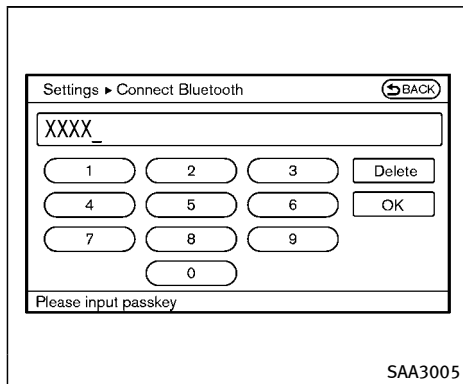 Settings ▸ Connect Bluetooth BACK
XXXX_
1 2 3 Delete
4 5 6 OK
7 8 9
0
Please input passkey
SAA3005